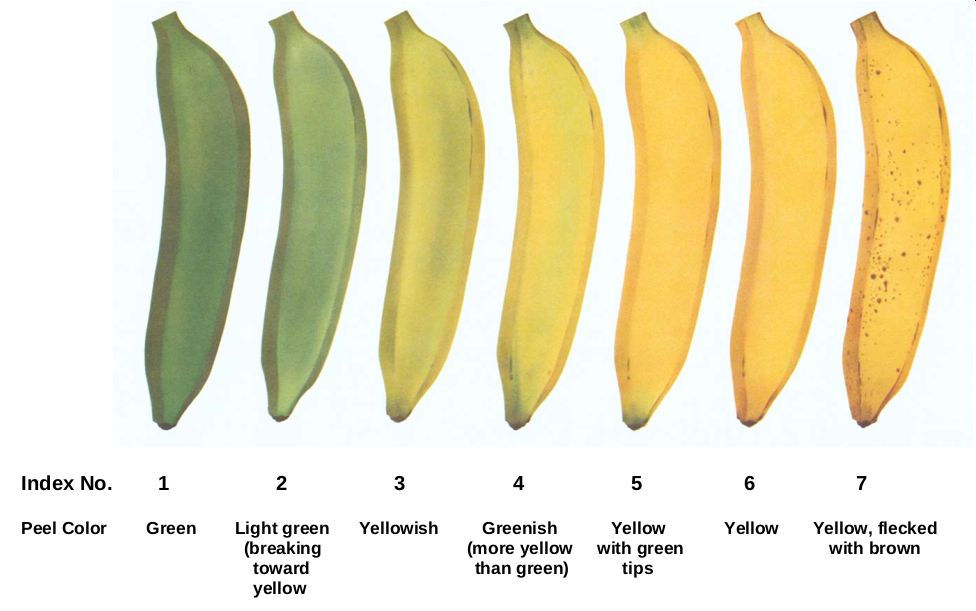 Index No. 1 2 3 4 5 6 7
Peel Color Green Light green Yellowish Greenish Yellow Yellow Yellow, flecked
(breaking (more yellow with green with brown
toward than green) tips
yellow